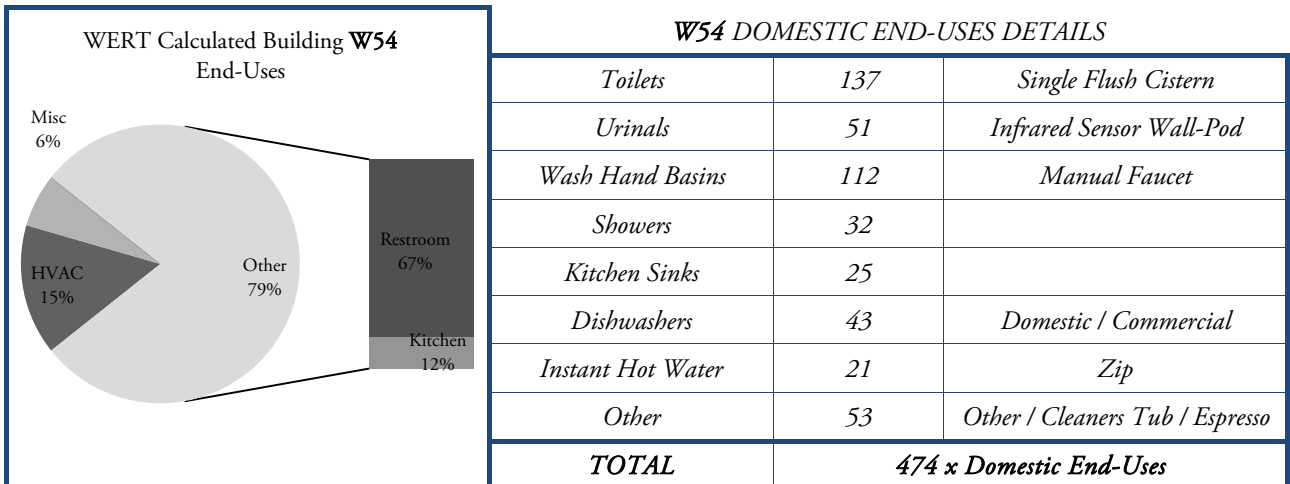 WERT Calculated Building W54
End-Uses
Misc
6%
HVAC
15%
Other
79%
Restroom
67%
Kitchen
12%
W54 DOMESTIC END-USES DETAILS
Toilets 137 Single Flush Cistern
Urinals 51 Infrared Sensor Wall-Pod
Wash Hand Basins 112 Manual Faucet
Showers 32
Kitchen Sinks 25
Dishwashers 43 Domestic / Commercial
Instant Hot Water 21 Zip
Other 53 Other / Cleaners Tub / Espresso
TOTAL 474 x Domestic End-Uses